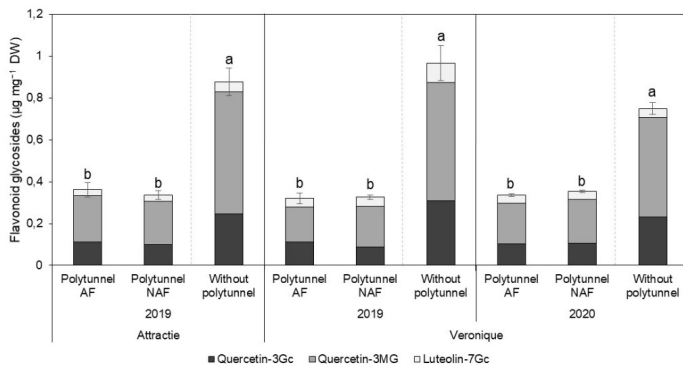 Flavonoid glycosides (µg mg⁻¹ DW)
1,2
1
0,8
0,6
0,4
0,2
0
b
b
a
b
b
a
b
b
a
Polytunnel AF
Polytunnel NAF
Without polytunnel
Polytunnel AF
Polytunnel NAF
Without polytunnel
Polytunnel AF
Polytunnel NAF
Without polytunnel
2019
2019
2020
Attractie
Veronique
Quercetin-3Gc
Quercetin-3MG
Luteolin-7Gc